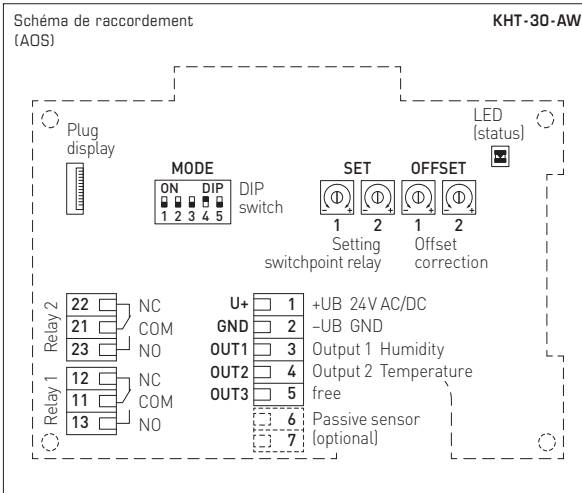 Schéma de raccordement KHT-30-AW
(AOS)
LED
(status)
Plug
display
MODE SET OFFSET
ON DIP
1 2 3 4 5
DIP
switch
1 2 1 2
Setting
switchpoint relay
Offset
correction
Relay 2
22 NC
21 COM
23 NO
Relay 1
12 NC
11 COM
13 NO
U+ 1 +UB 24V AC/DC
GND 2 –UB GND
OUT1 3 Output 1 Humidity
OUT2 4 Output 2 Temperature
OUT3 5 free
6 Passive sensor
7 (optional)